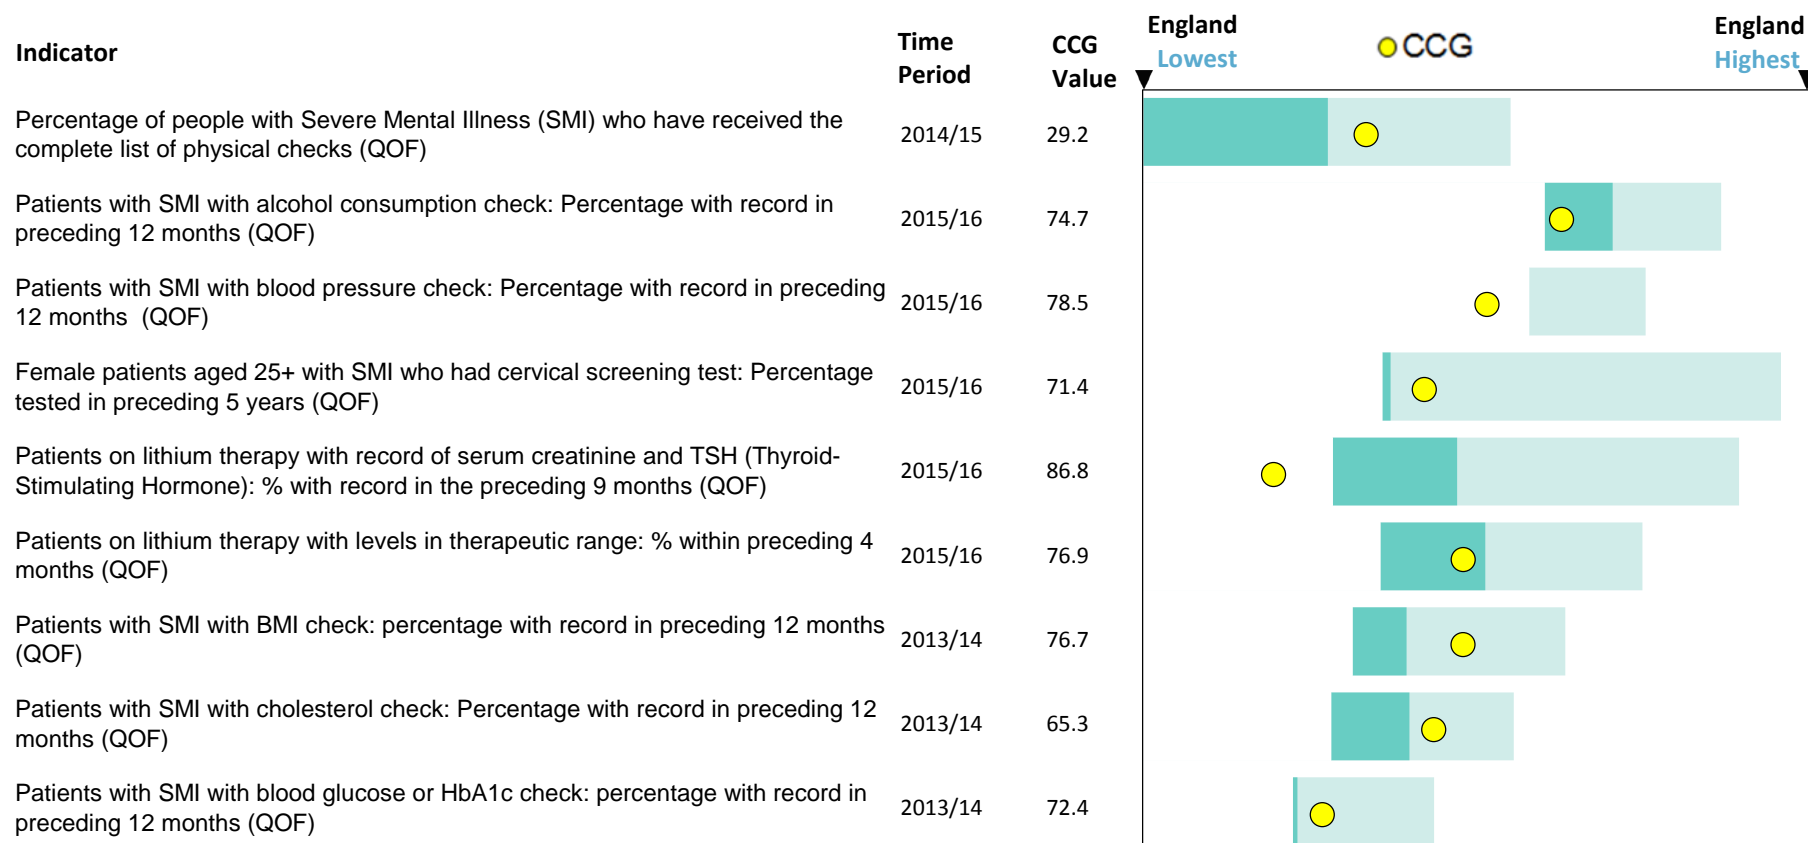 Indicator
Time
Period
CCG
Value
England
Lowest
CCG
England
Highest
Percentage of people with Severe Mental Illness (SMI) who have received the
complete list of physical checks (QOF)
2014/15
29.2
Patients with SMI with alcohol consumption check: Percentage with record in
preceding 12 months (QOF)
2015/16
74.7
Patients with SMI with blood pressure check: Percentage with record in preceding
12 months  (QOF)
2015/16
78.5
Female patients aged 25+ with SMI who had cervical screening test: Percentage
tested in preceding 5 years (QOF)
2015/16
71.4
Patients on lithium therapy with record of serum creatinine and TSH (Thyroid-
Stimulating Hormone): % with record in the preceding 9 months (QOF)
2015/16
86.8
Patients on lithium therapy with levels in therapeutic range: % within preceding 4
months (QOF)
2015/16
76.9
Patients with SMI with BMI check: percentage with record in preceding 12 months
(QOF)
2013/14
76.7
Patients with SMI with cholesterol check: Percentage with record in preceding 12
months (QOF)
2013/14
65.3
Patients with SMI with blood glucose or HbA1c check: percentage with record in
preceding 12 months (QOF)
2013/14
72.4